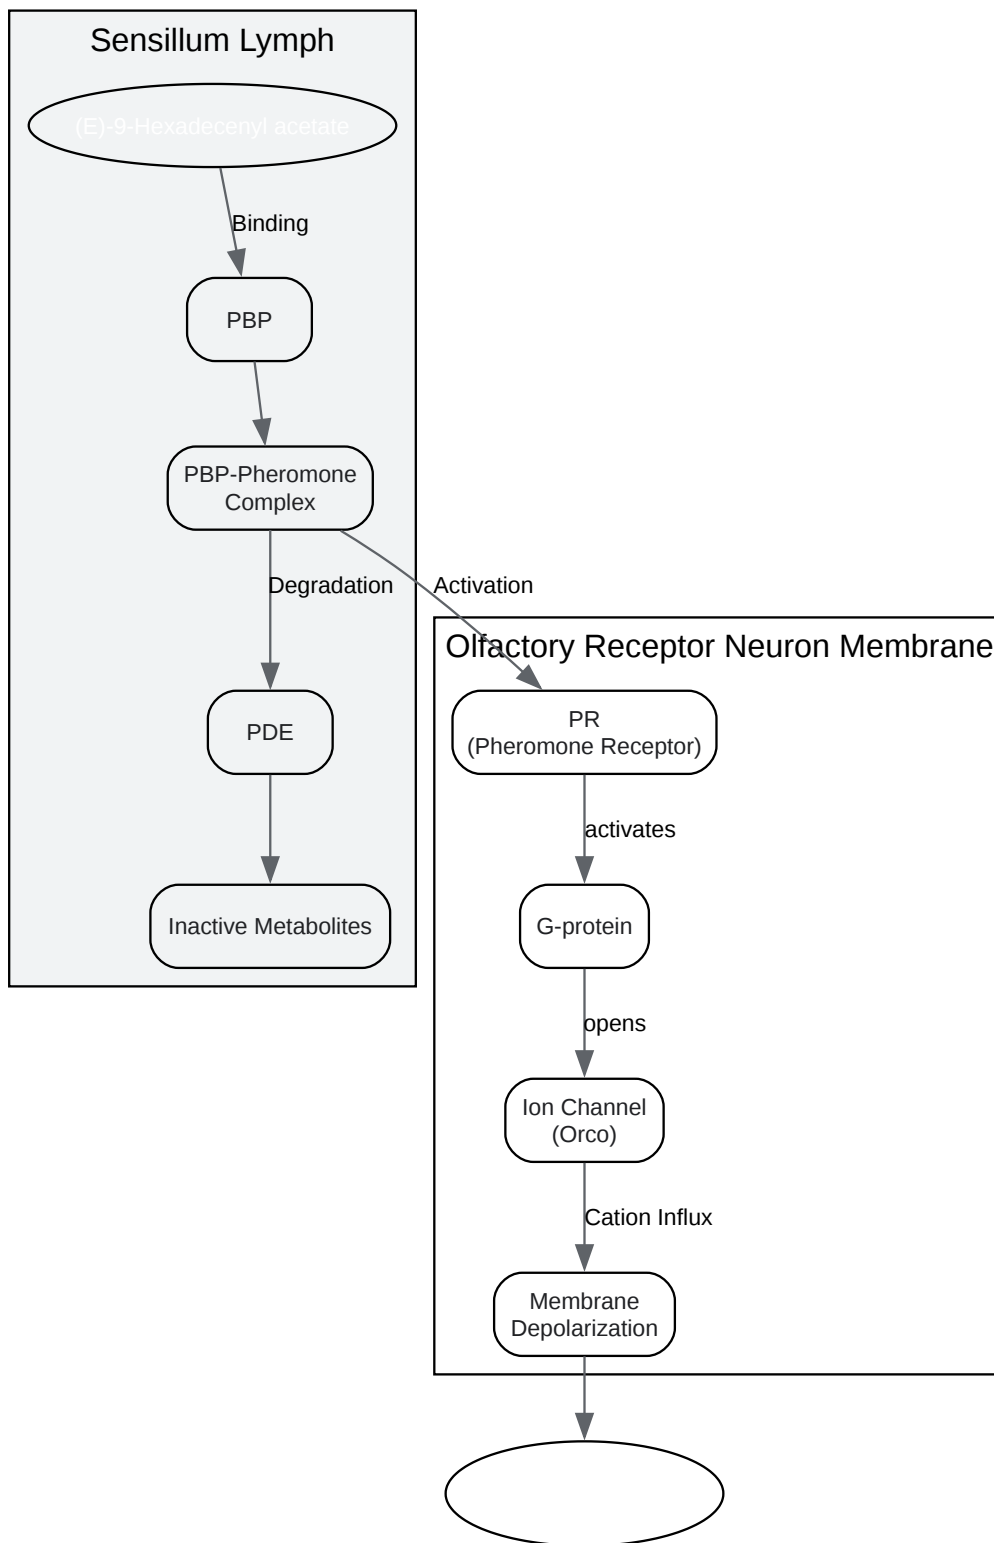 Sensillum Lymph
(E)-9-Hexadecenyl acetate
Binding
PBP
PBP-Pheromone
Complex
Degradation
Activation
Olfactory Receptor Neuron Membrane
PDE
PR
(Pheromone Receptor)
activates
Inactive Metabolites
G-protein
opens
Ion Channel
(Orco)
Cation Influx
Membrane
Depolarization